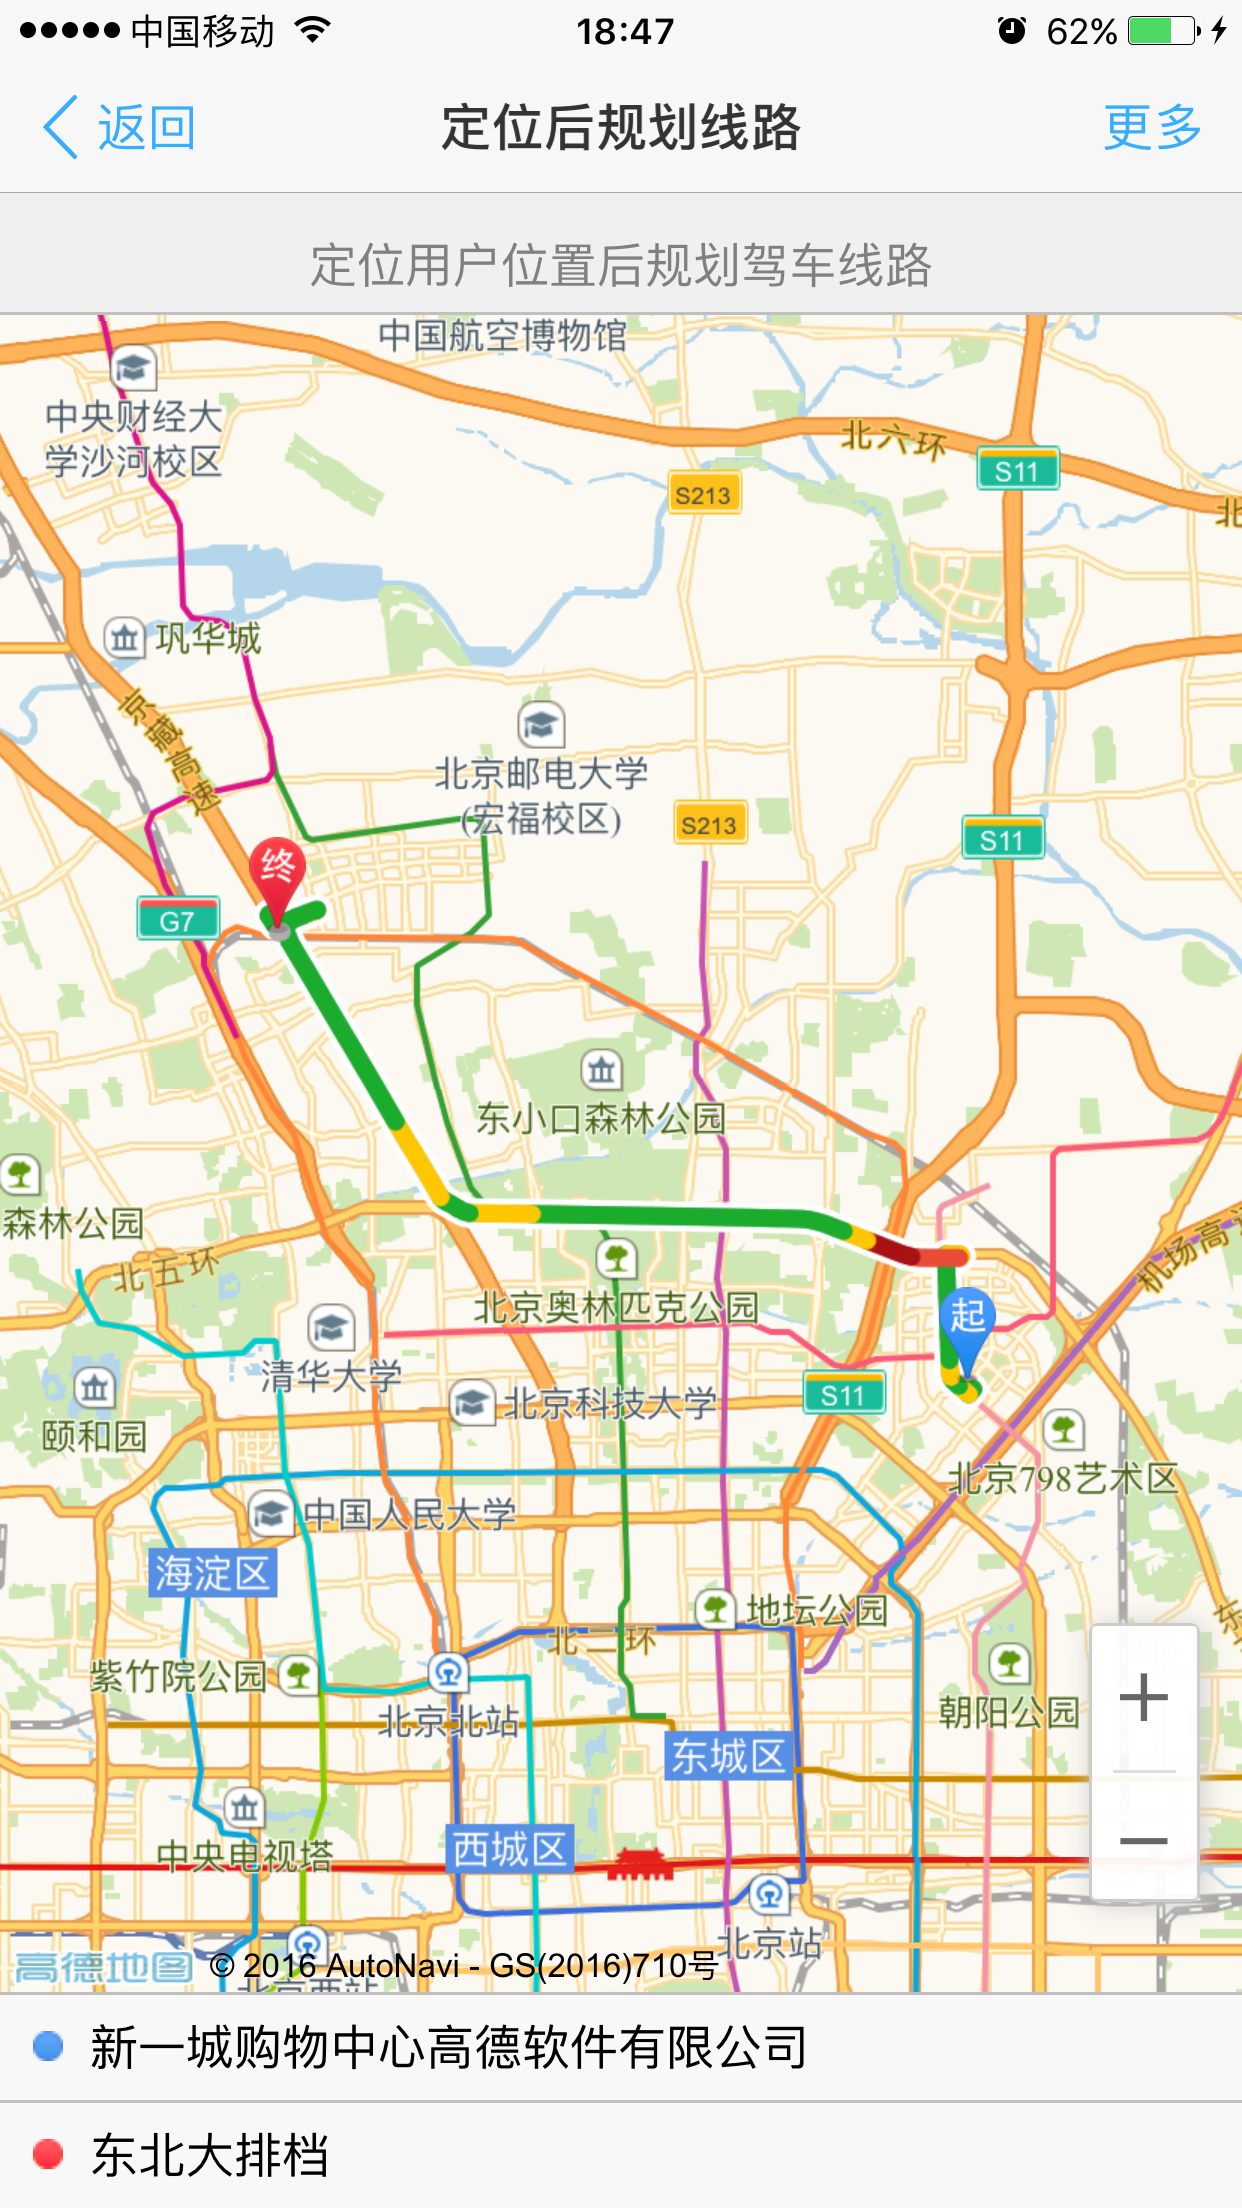 中国移动 18:47 62%
返回 定位后规划线路 更多
定位用户位置后规划驾车线路
中国航空博物馆
中央财经大
学沙河校区
北六环
S11
S213
北
巩华城
京藏高速
北京邮电大学
(宏福校区)
S213
S11
终
G7
东小口森林公园
森林公园
北五环
机场高速
北京奥林匹克公园
起
清华大学
S11
北京科技大学
颐和园
北京798艺术区
中国人民大学
海淀区
地坛公园
北二环
东
紫竹院公园
北京北站
朝阳公园
东城区
中央电视塔
西城区
北京站
高德地图 © 2016 AutoNavi - GS(2016)710号
北京西站
新一城购物中心高德软件有限公司
东北大排档